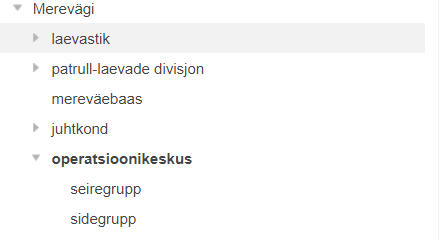 Merevägi
laevastik
patrull-laevade divisjon
mereväebaas
juhtkond
operatsioonikeskus
seiregrupp
sidegrupp